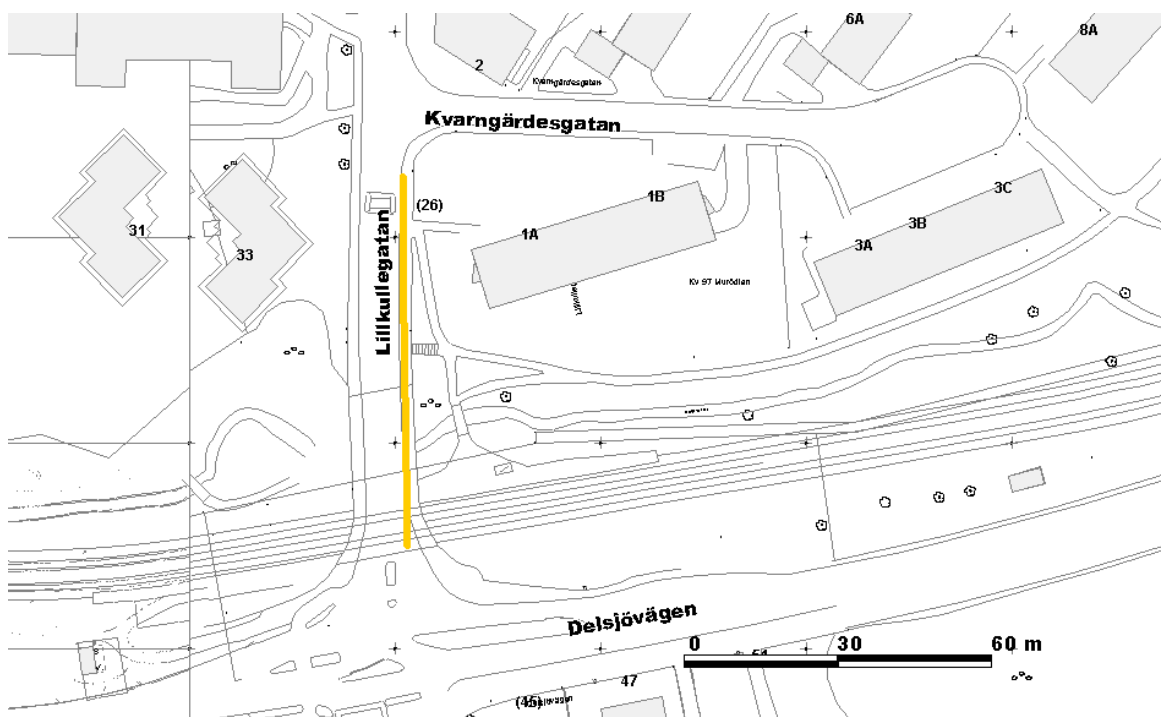 6A
8A
2
Kvarngärdesgatan
Kvarngärdesgatan
1B
3C
(26)
31
33
Lillkullegatan
1A
3B
3A
Kv 97 Murödlan
Delsjövägen
0 30 60 m
47
(45)